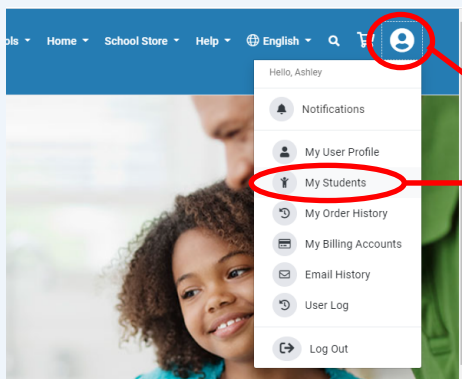 ols Home School Store Help English
Hello, Ashley
Notifications
My User Profile
My Students
My Order History
My Billing Accounts
Email History
User Log
Log Out